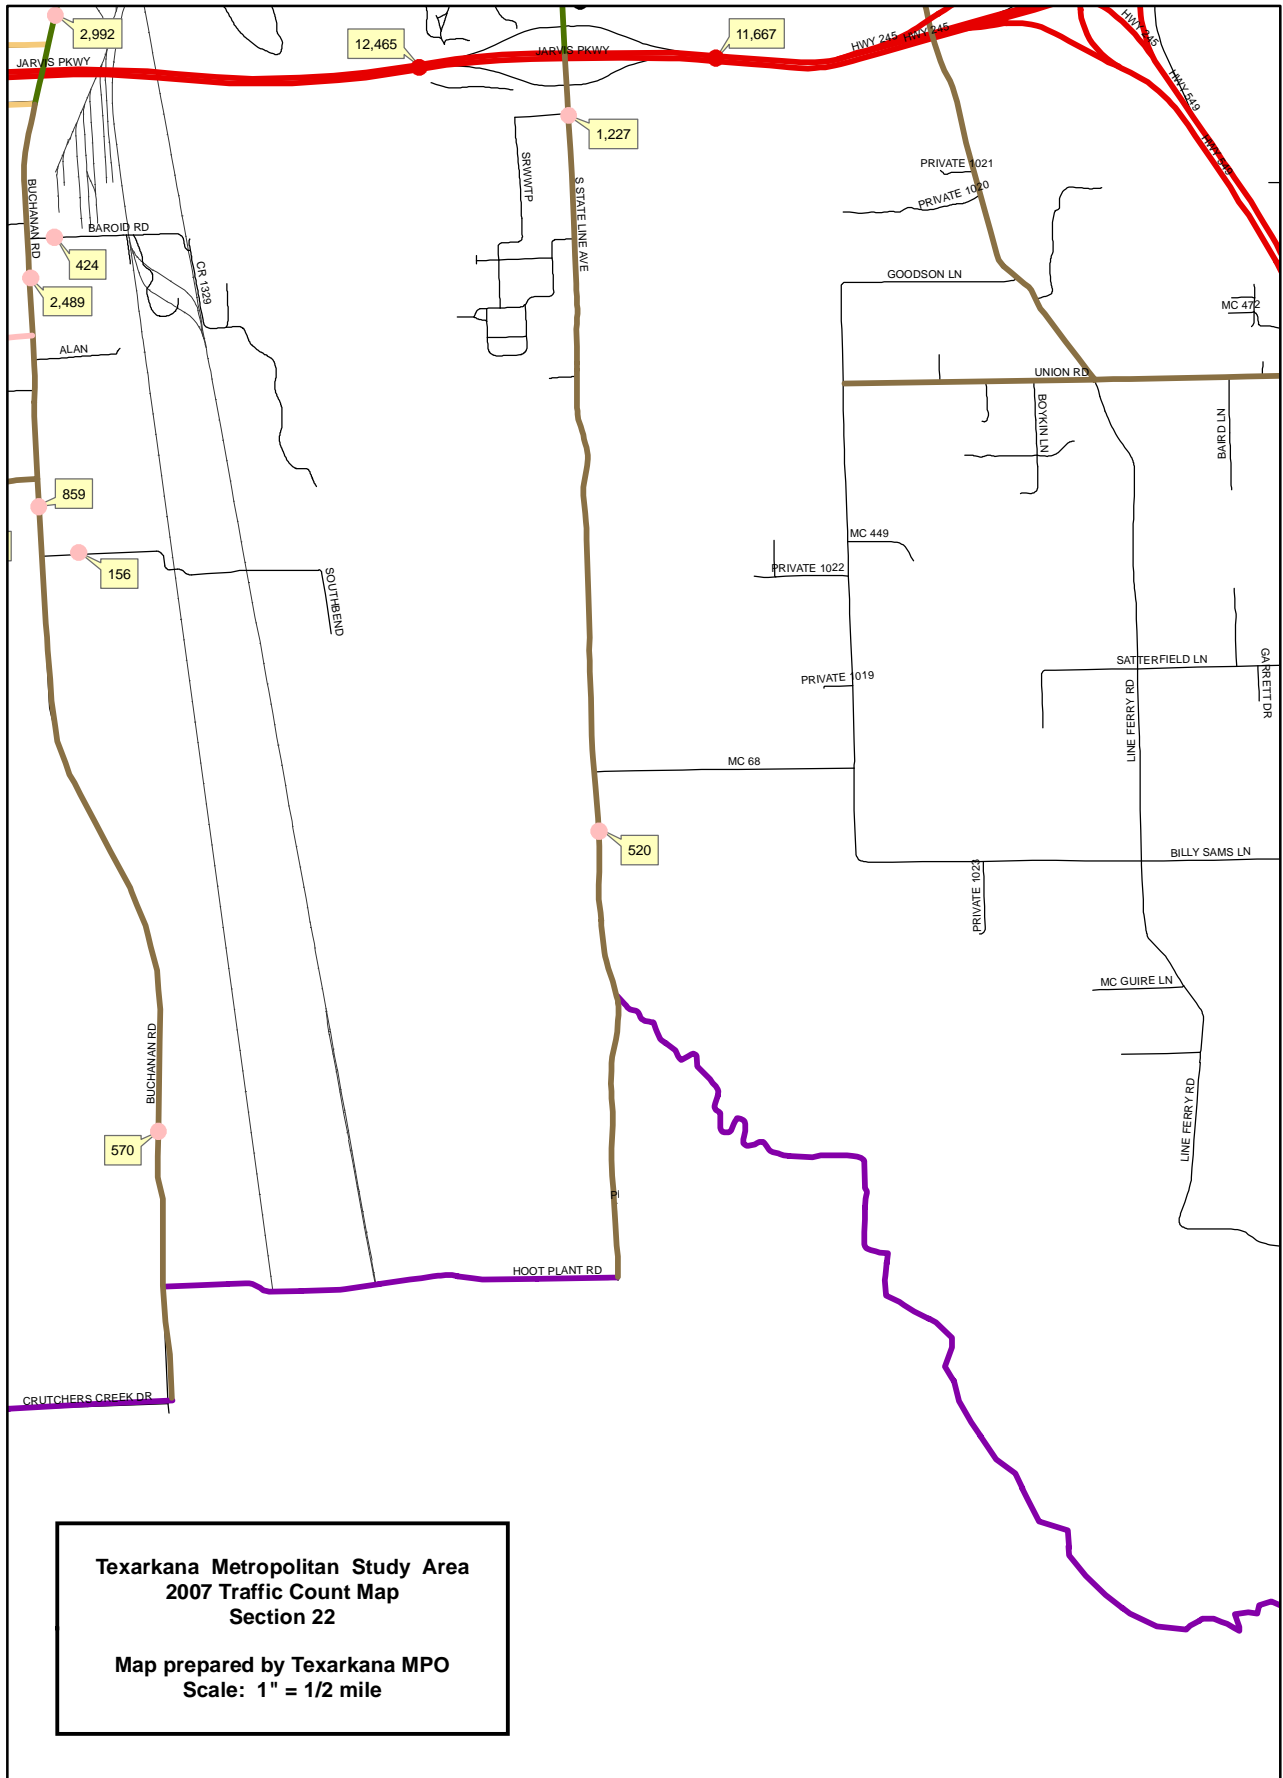 2,992
12,465
11,667
JARVIS PKWY
JARVIS PKWY
HWY 245
HWY 245
HWY 245
HWY 549
HWY 549
1,227
SRWWTP
S STATE LINE AVE
PRIVATE 1021
PRIVATE 1020
BUCHANAN RD
BAROID RD
424
CR 1329
2,489
GOODSON LN
MC 472
ALAN
UNION RD
BOYKIN LN
BAIRD LN
859
MC 449
156
PRIVATE 1022
SOUTHBEND
SATTERFIELD LN
GARRETT DR
PRIVATE 1019
LINE FERRY RD
MC 68
520
BILLY SAMS LN
PRIVATE 1023
MC GUIRE LN
BUCHANAN RD
LINE FERRY RD
570
HOOT PLANT RD
CRUTCHERS CREEK DR
Texarkana Metropolitan Study Area
2007 Traffic Count Map
Section 22
Map prepared by Texarkana MPO
Scale: 1" = 1/2 mile